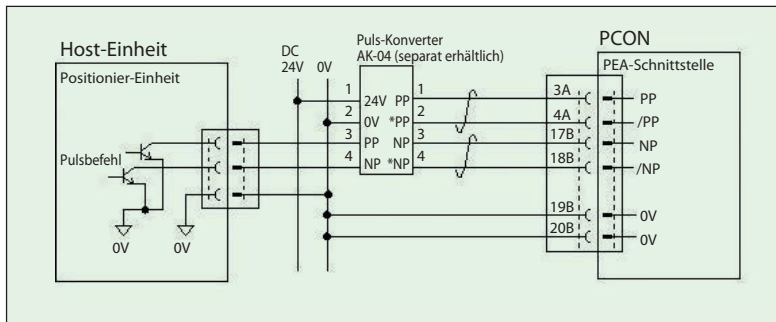 Host-Einheit
Positionier-Einheit
Pulsbefehl
0V
0V
DC
24V 0V
Puls-Konverter
AK-04 (separat erhältlich)
1 24V PP 1
2 0V *PP 2
3 PP NP 3
4 NP *NP 4
PCON
PEA-Schnittstelle
3A PP
4A /PP
17B NP
18B /NP
19B 0V
20B 0V